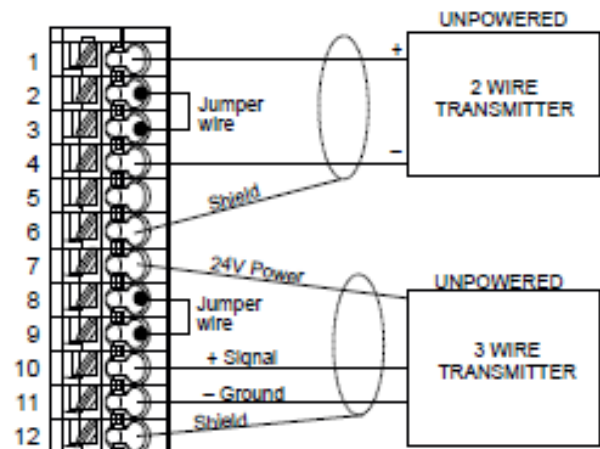 UNPOWERED
1
+
2 WIRE
TRANSMITTER
2
Jumper
wire
3
4
–
5
Shield
6
7
24V Power
UNPOWERED
8
Jumper
wire
9
3 WIRE
TRANSMITTER
10
+ Signal
11
– Ground
12
Shield